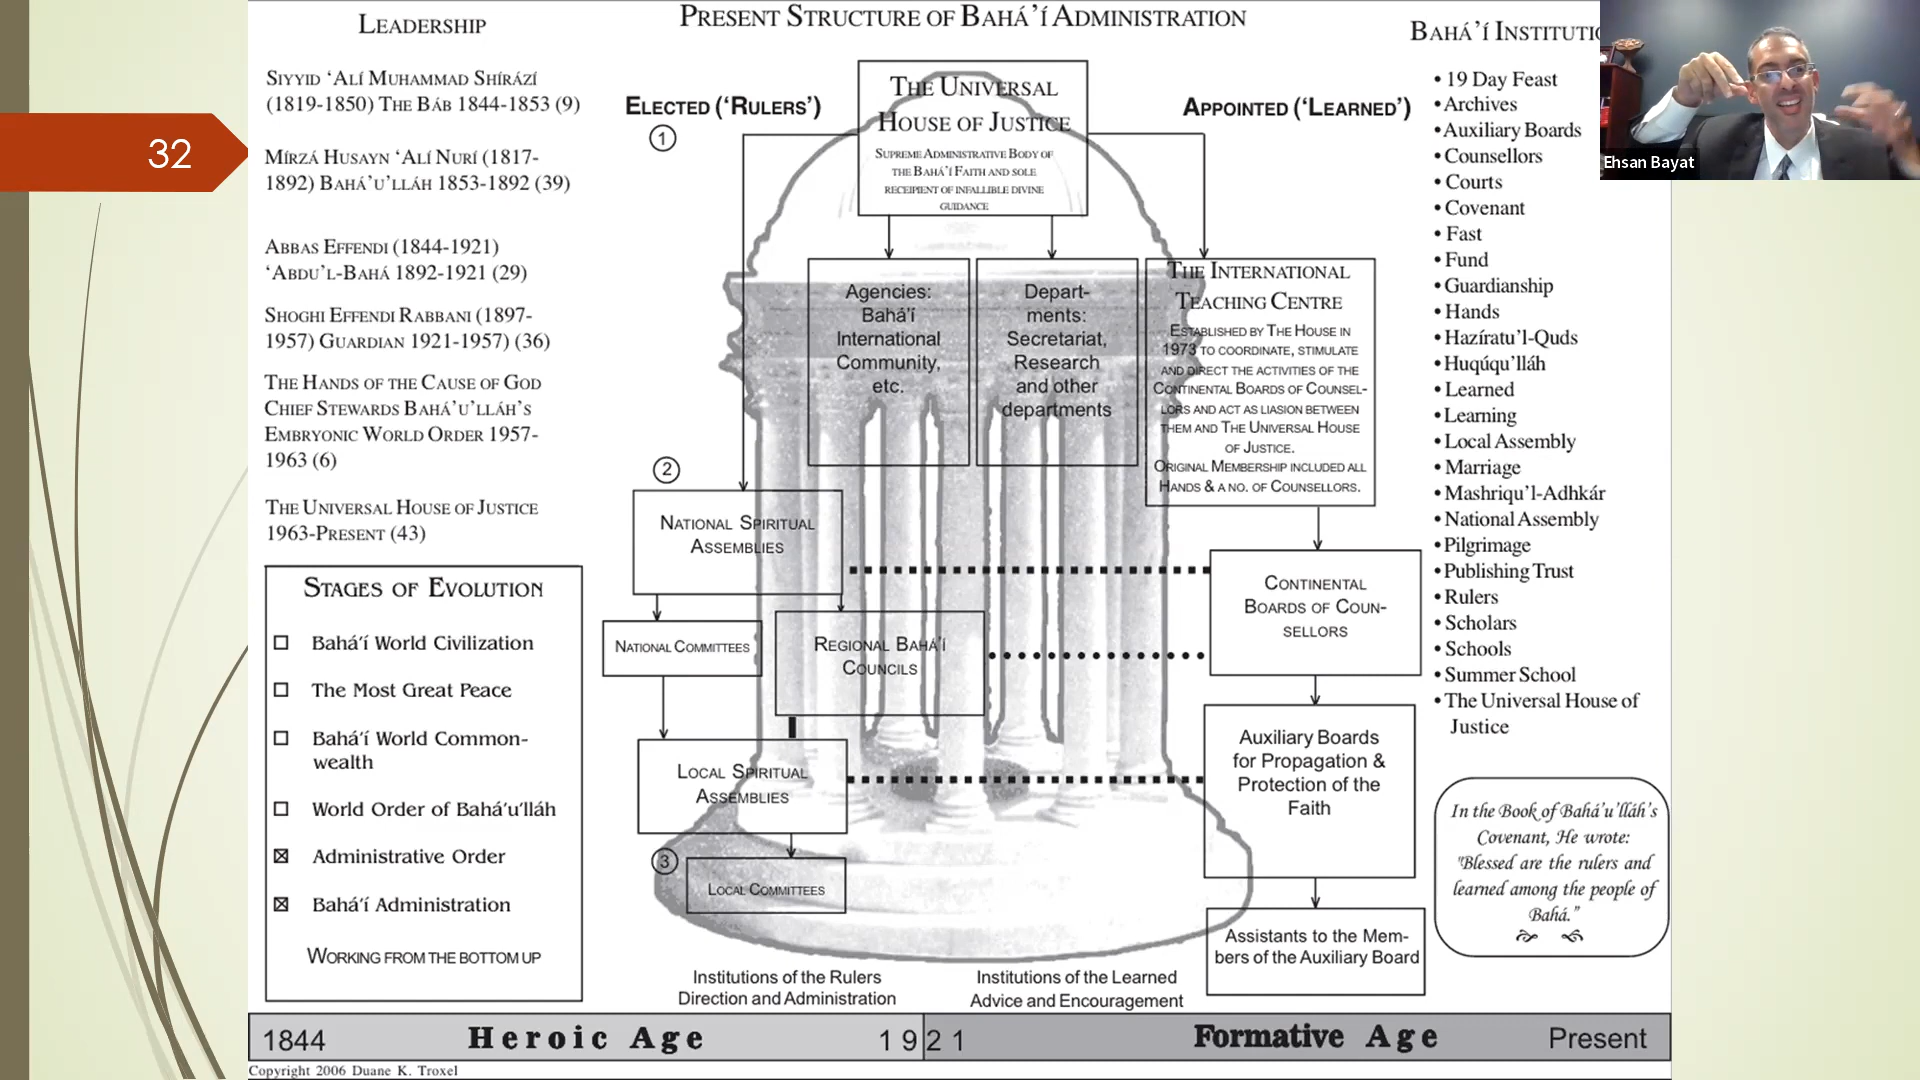 32
LEADERSHIP
SIYYID ‘ALÍ MUHAMMAD SHÍRÁZÍ
(1819-1850) THE BÁB 1844-1853 (9)
MÍRZÁ HUSAYN ‘ALÍ NURÍ (1817-
1892) BAHÁ’U’LLÁH 1853-1892 (39)
ABBAS EFFENDI (1844-1921)
‘ABDU’L-BAHÁ 1892-1921 (29)
SHOGHI EFFENDI RABBANI (1897-
1957) GUARDIAN 1921-1957) (36)
THE HANDS OF THE CAUSE OF GOD
CHIEF STEWARDS BAHÁ’U’LLÁH’S
EMBRYONIC WORLD ORDER 1957-
1963 (6)
THE UNIVERSAL HOUSE OF JUSTICE
1963-PRESENT (43)
STAGES OF EVOLUTION
Bahá’í World Civilization
The Most Great Peace
Bahá’í World Common-
wealth
World Order of Bahá’u’lláh
Administrative Order
Bahá’í Administration
WORKING FROM THE BOTTOM UP
PRESENT STRUCTURE OF BAHÁ’Í ADMINISTRATION
ELECTED (‘RULERS’)
1
APPOINTED (‘LEARNED’)
THE UNIVERSAL
HOUSE OF JUSTICE
SUPREME ADMINISTRATIVE BODY OF
THE BAHÁ’Í FAITH AND SOLE
RECEIPIENT OF INFALLIBLE DIVINE
GUIDANCE
Agencies:
Bahá’í
International
Community,
etc.
Depart-
ments:
Secretariat,
Research
and other
departments
THE INTERNATIONAL
TEACHING CENTRE
ESTABLISHED BY THE HOUSE IN
1973 TO COORDINATE, STIMULATE
AND DIRECT THE ACTIVITIES OF THE
CONTINENTAL BOARDS OF COUNSEL-
LORS AND ACT AS LIASION BETWEEN
THEM AND THE UNIVERSAL HOUSE
OF JUSTICE.
ORIGINAL MEMBERSHIP INCLUDED ALL
HANDS & A NO. OF COUNSELLORS.
2
NATIONAL SPIRITUAL
ASSEMBLIES
NATIONAL COMMITTEES
REGIONAL BAHÁ’Í
COUNCILS
LOCAL SPIRITUAL
ASSEMBLIES
3
LOCAL COMMITTEES
CONTINENTAL
BOARDS OF COUN-
SELLORS
Auxiliary Boards
for Propagation &
Protection of the
Faith
Assistants to the Mem-
bers of the Auxiliary Board
Institutions of the Rulers
Direction and Administration
Institutions of the Learned
Advice and Encouragement
BAHÁ’Í
• 19 Day Feast
• Archives
• Auxiliary Boards
• Counsellors
• Courts
• Covenant
• Fast
• Fund
• Guardianship
• Hands
• Hazíratu’l-Quds
• Huqúqu’lláh
• Learned
• Learning
• Local Assembly
• Marriage
• Mashriqu’l-Adhkár
• National Assembly
• Pilgrimage
• Publishing Trust
• Rulers
• Scholars
• Schools
• Summer School
• The Universal House of
Justice
In the Book of Bahá’u’lláh’s
Covenant, He wrote:
"Blessed are the rulers and
learned among the people of
Bahá.”
Ehsan Bayat
1844 Heroic Age 1921 Formative Age Present
Copyright 2006 Duane K. Troxel